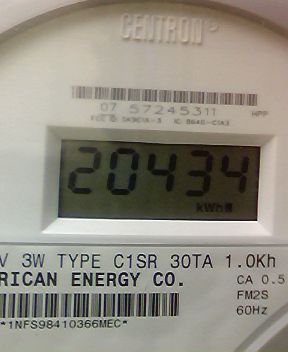 CENTRON®
07 57245311 HPP
20434
kWh
V 3W TYPE C1SR 30TA 1.0Kh
RICAN ENERGY CO. CA 0.5
FM2S
60Hz
*1NFS98410366MEC*